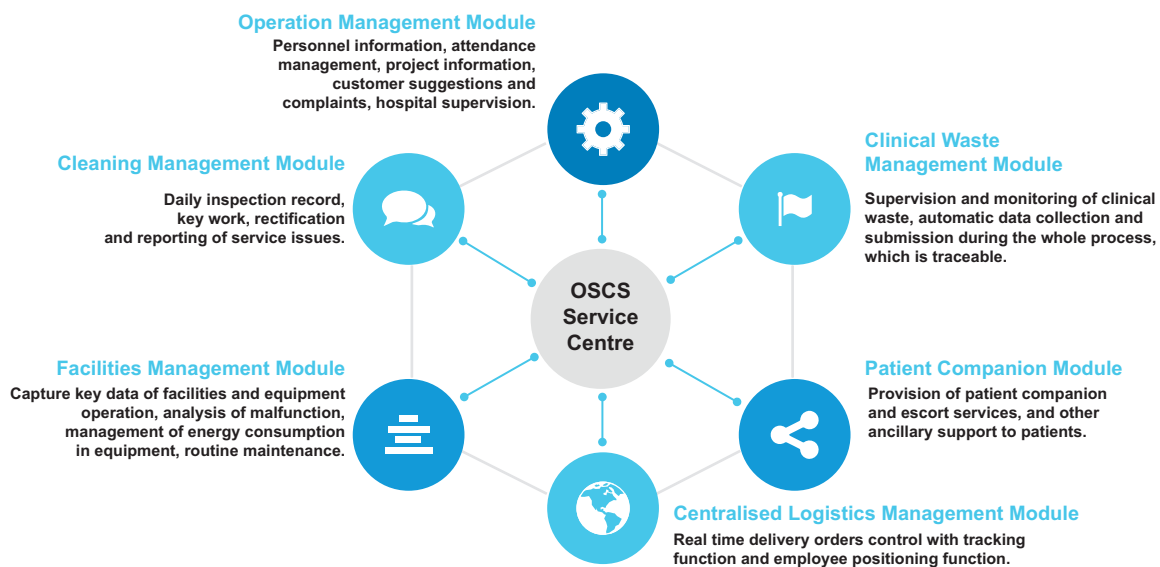 Operation Management Module
Personnel information, attendance
management, project information,
customer suggestions and
complaints, hospital supervision.
Cleaning Management Module
Daily inspection record,
key work, rectification
and reporting of service issues.
Clinical Waste
Management Module
Supervision and monitoring of clinical
waste, automatic data collection and
submission during the whole process,
which is traceable.
OSCS
Service
Centre
Facilities Management Module
Capture key data of facilities and equipment
operation, analysis of malfunction,
management of energy consumption
in equipment, routine maintenance.
Patient Companion Module
Provision of patient companion
and escort services, and other
ancillary support to patients.
Centralised Logistics Management Module
Real time delivery orders control with tracking
function and employee positioning function.